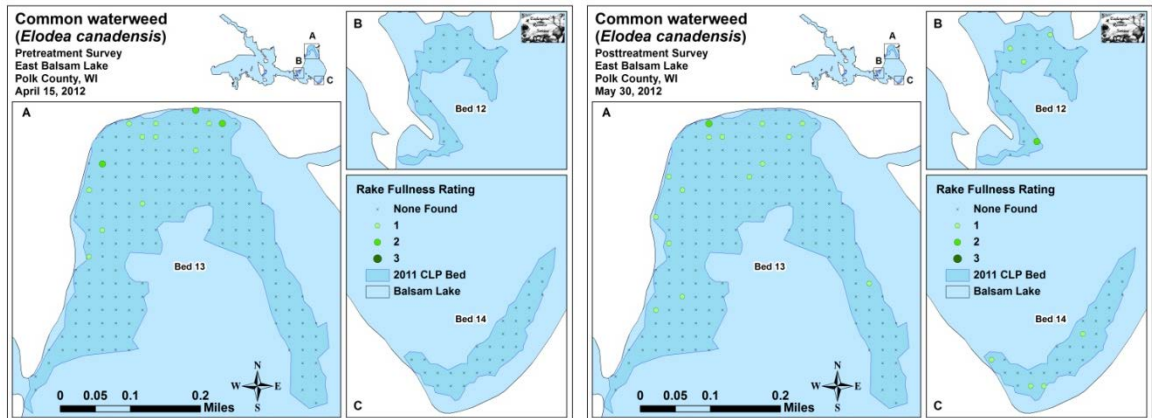 Common waterweed
(Elodea canadensis)
Pretreatment Survey
East Balsam Lake
Polk County, WI
April 15, 2012
A
B
C
A
Bed 13
0 0.05 0.1 0.2
Miles
N
W E
S
B
Bed 12
Rake Fullness Rating
None Found
1
2
3
2011 CLP Bed
Balsam Lake
Bed 14
C
Common waterweed
(Elodea canadensis)
Posttreatment Survey
East Balsam Lake
Polk County, WI
May 30, 2012
A
B
C
A
Bed 13
0 0.05 0.1 0.2
Miles
N
W E
S
B
Bed 12
Rake Fullness Rating
None Found
1
2
3
2011 CLP Bed
Balsam Lake
Bed 14
C